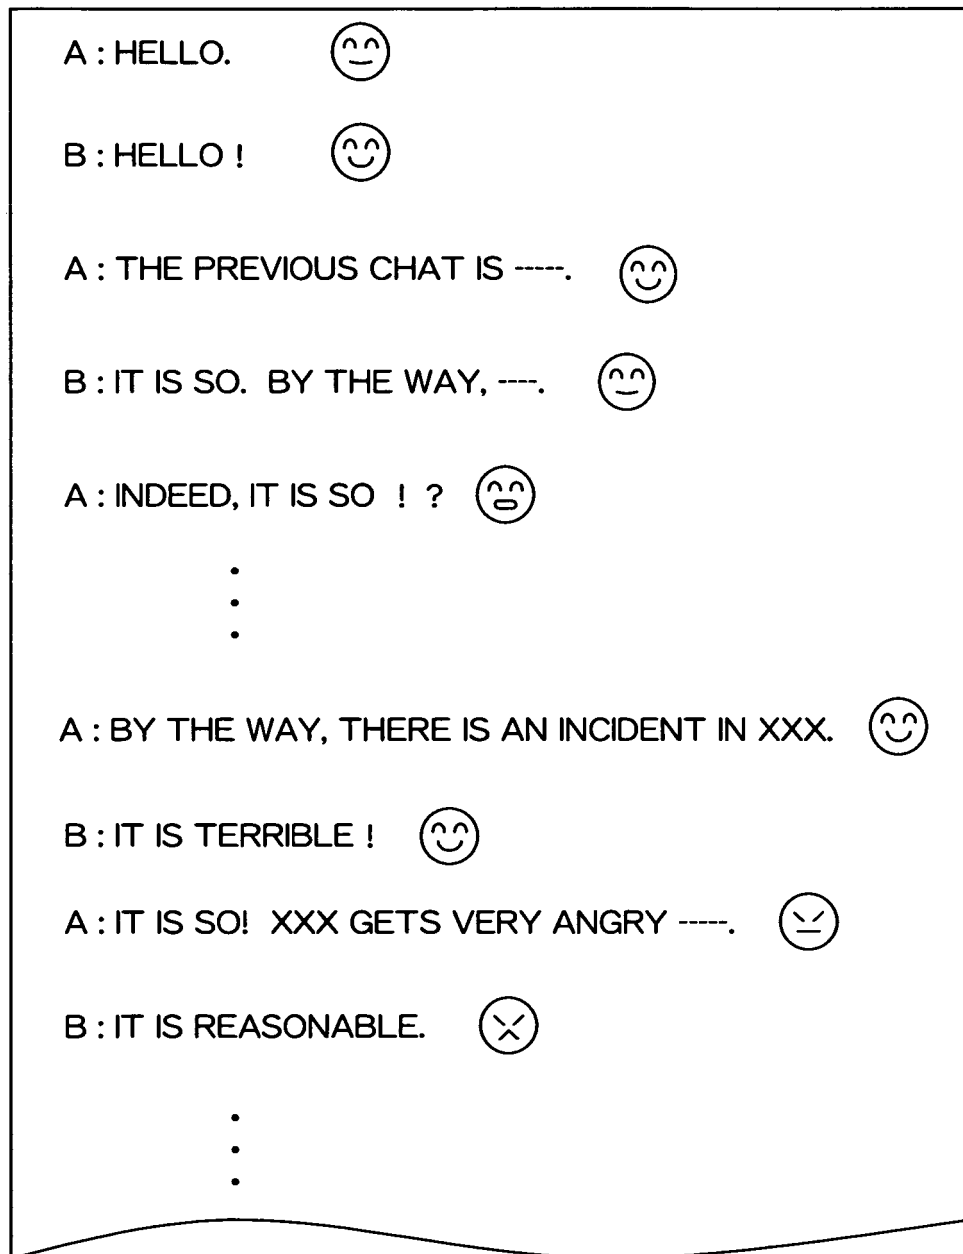 A : HELLO.
B : HELLO !
A : THE PREVIOUS CHAT IS -----.
B : IT IS SO. BY THE WAY, ----.
A : INDEED, IT IS SO ! ?
A : BY THE WAY, THERE IS AN INCIDENT IN XXX.
B : IT IS TERRIBLE !
A : IT IS SO! XXX GETS VERY ANGRY -----.
B : IT IS REASONABLE.